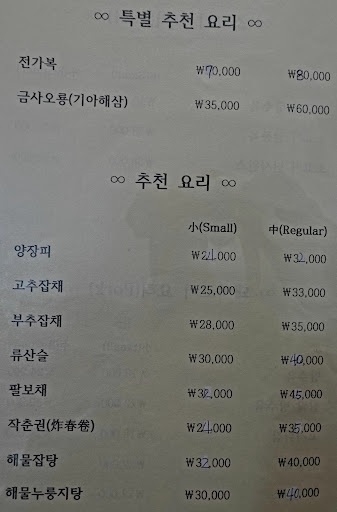 ∞ 특별 추천 요리 ∞
전가복 ₩70,000 ₩80,000
금사오룡(기아해삼) ₩35,000 ₩60,000
∞ 추천 요리 ∞
小(Small) 中(Regular)
양장피 ₩24,000 ₩32,000
고추잡채 ₩25,000 ₩33,000
부추잡채 ₩28,000 ₩35,000
류산슬 ₩30,000 ₩40,000
팔보채 ₩32,000 ₩45,000
작춘권(炸春卷) ₩24,000 ₩35,000
해물잡탕 ₩32,000 ₩40,000
해물누룽지탕 ₩30,000 ₩40,000